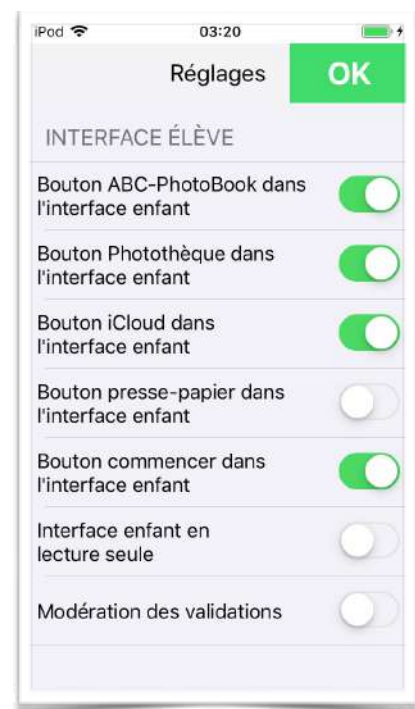 iPod 03:20
Réglages OK
INTERFACE ÉLÈVE
Bouton ABC-PhotoBook dans
l'interface enfant
Bouton Photothèque dans
l'interface enfant
Bouton iCloud dans
l'interface enfant
Bouton presse-papier dans
l'interface enfant
Bouton commencer dans
l'interface enfant
Interface enfant en
lecture seule
Modération des validations